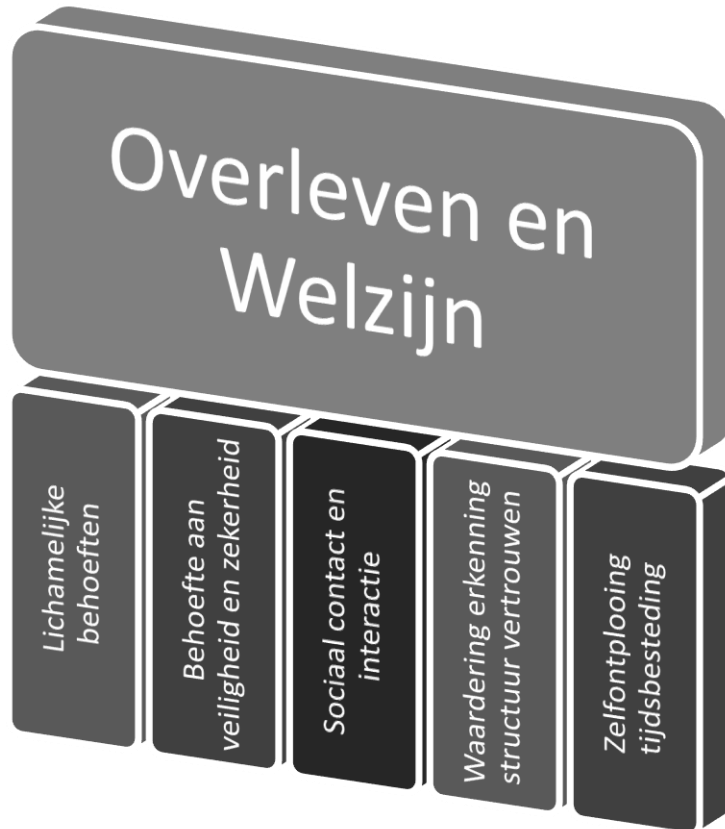 Overleven en
Welzijn
Lichamelijke
behoeften
Behoefte aan
veiligheid en zekerheid
Sociaal contact en
interactie
Waardering erkenning
structuur vertrouwen
Zelfontplooing
tijdsbesteding